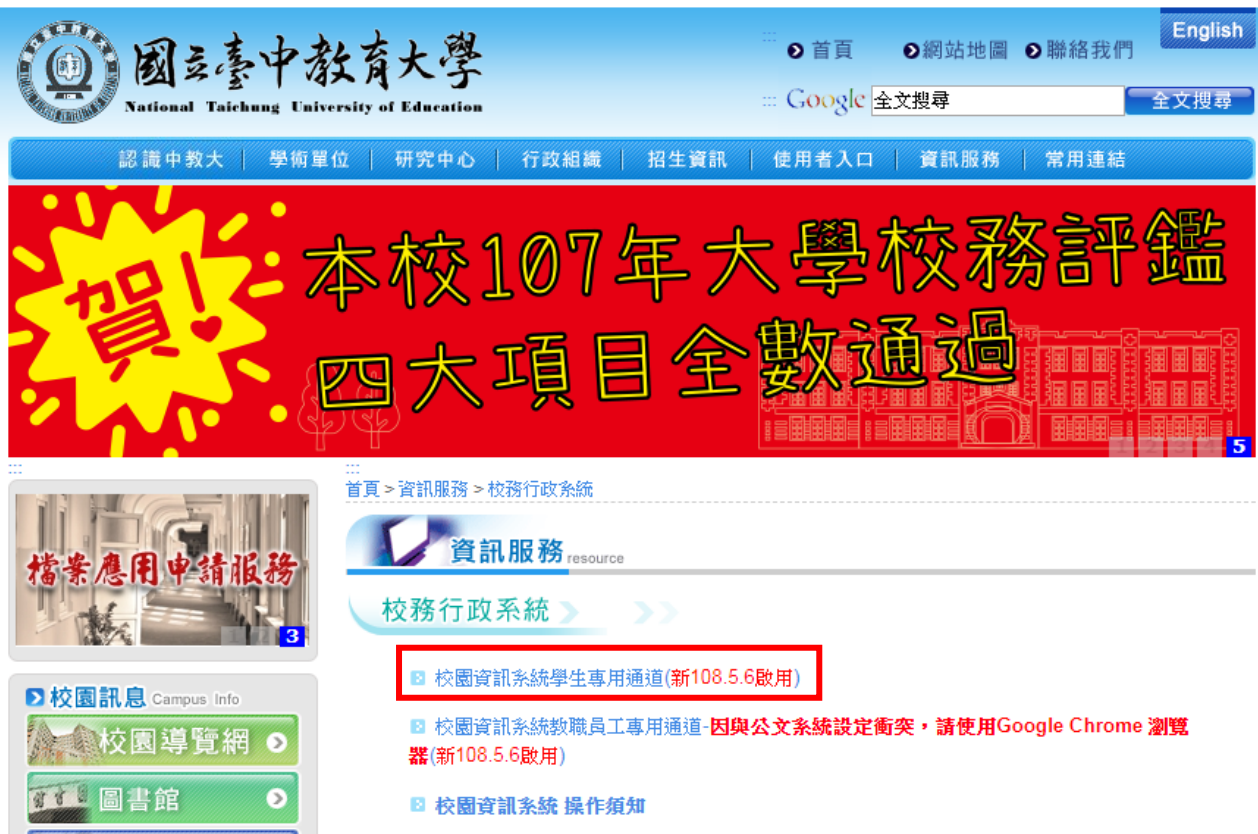 English
國立臺中教育大學
National Taichung University of Education
::: 首頁 網站地圖 聯絡我們
::: Google 全文搜尋 全文搜尋
認識中教大 | 學術單位 | 研究中心 | 行政組織 | 招生資訊 | 使用者入口 | 資訊服務 | 常用連結
賀!
本校107年大學校務評鑑
四大項目全數通過
1 2 3 4 5
:::
檔案應用申請服務
1 2 3
校園訊息 Campus Info
校園導覽網
圖書館
:::
首頁 > 資訊服務 > 校務行政系統
資訊服務 resource
校務行政系統
校園資訊系統學生專用通道(新108.5.6啟用)
校園資訊系統教職員工專用通道-因與公文系統設定衝突，請使用Google Chrome 瀏覽
器(新108.5.6啟用)
校園資訊系統 操作須知